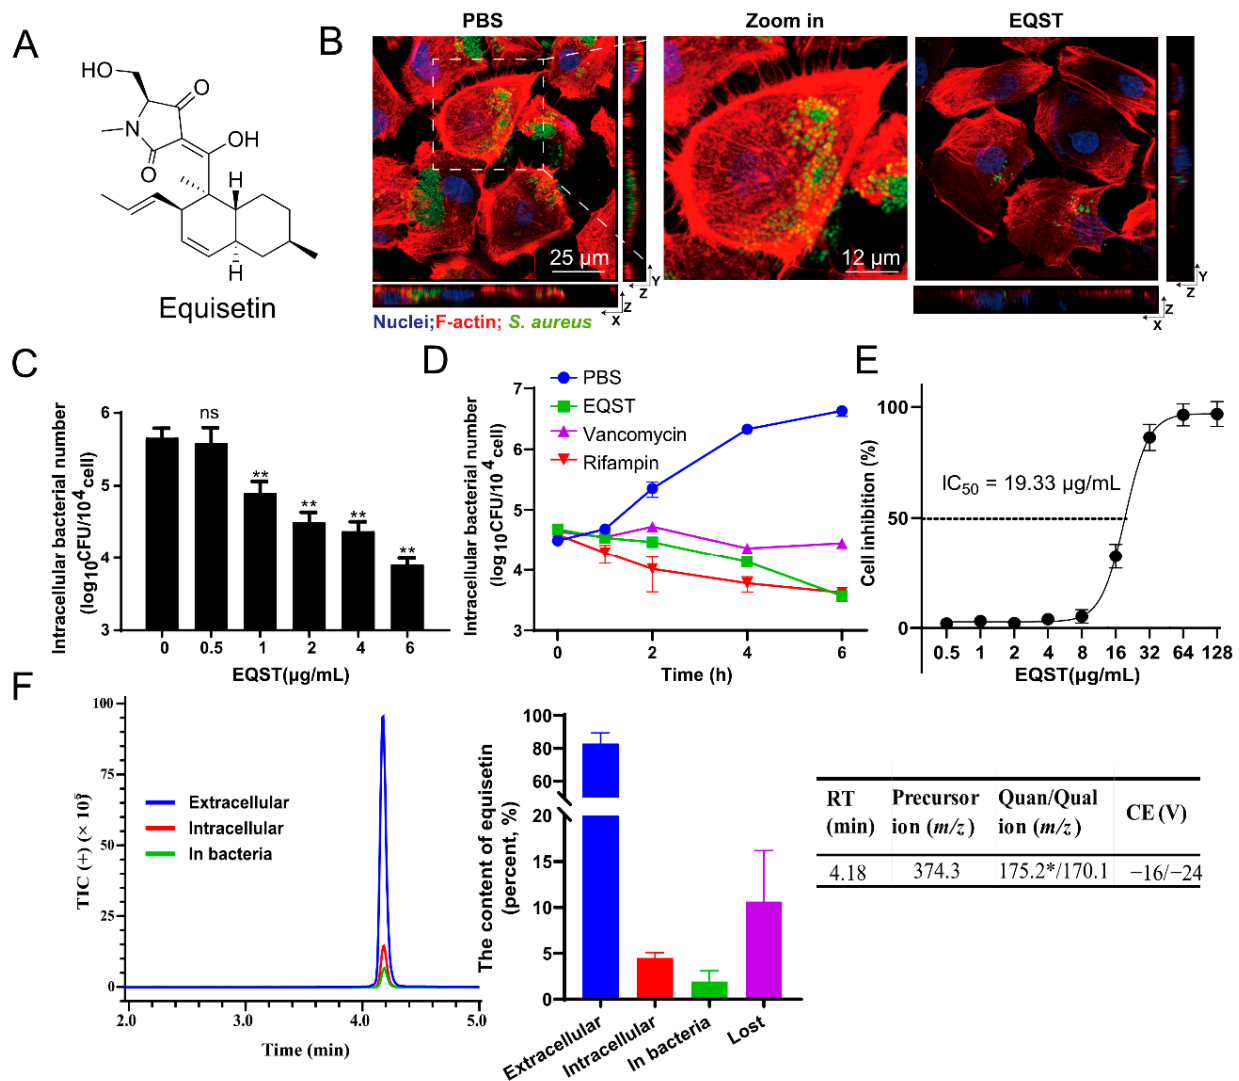 A
HO
O
N
OH
O
H
H
Equisetin
B
PBS
Zoom in
EQST
25 µm
12 µm
Y
Z
Z
X
Y
Z
Z
X
Nuclei;F-actin; S. aureus
C
Intracellular bacterial number
(log10CFU/10^4 cell)
6
5
4
3
ns
**
**
**
**
0 0.5 1 2 4 6
EQST(µg/mL)
D
Intracellular bacterial number
(log10CFU/10^4 cell)
7
6
5
4
3
PBS
EQST
Vancomycin
Rifampin
0 2 4 6
Time (h)
E
Cell inhibition (%)
100
50
0
IC50 = 19.33 µg/mL
0.5 1 2 4 8 16 32 64 128
EQST(µg/mL)
F
TIC (+) (× 10
100
75
50
25
0
Extracellular
Intracellular
In bacteria
2.0 3.0 4.0 5.0
Time (min)
The content of equisetin
(percent, %)
100
80
60
20
15
10
5
0
Extracellular
Intracellular
In bacteria
Lost
RT
(min)
Precursor
ion (m/z)
Quan/Qual
ion (m/z)
CE (V)
4.18 374.3 175.2*/170.1 −16/−24